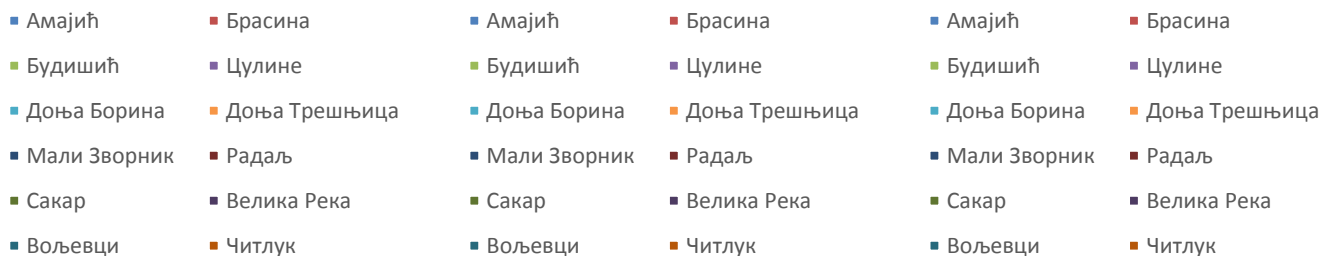 Амајић Брасина Амајић Брасина Амајић Брасина
Будишић Цулине Будишић Цулине Будишић Цулине
Доња Борина Доња Трешњица Доња Борина Доња Трешњица Доња Борина Доња Трешњица
Мали Зворник Радаљ Мали Зворник Радаљ Мали Зворник Радаљ
Сакар Велика Река Сакар Велика Река Сакар Велика Река
Вољевци Читлук Вољевци Читлук Вољевци Читлук